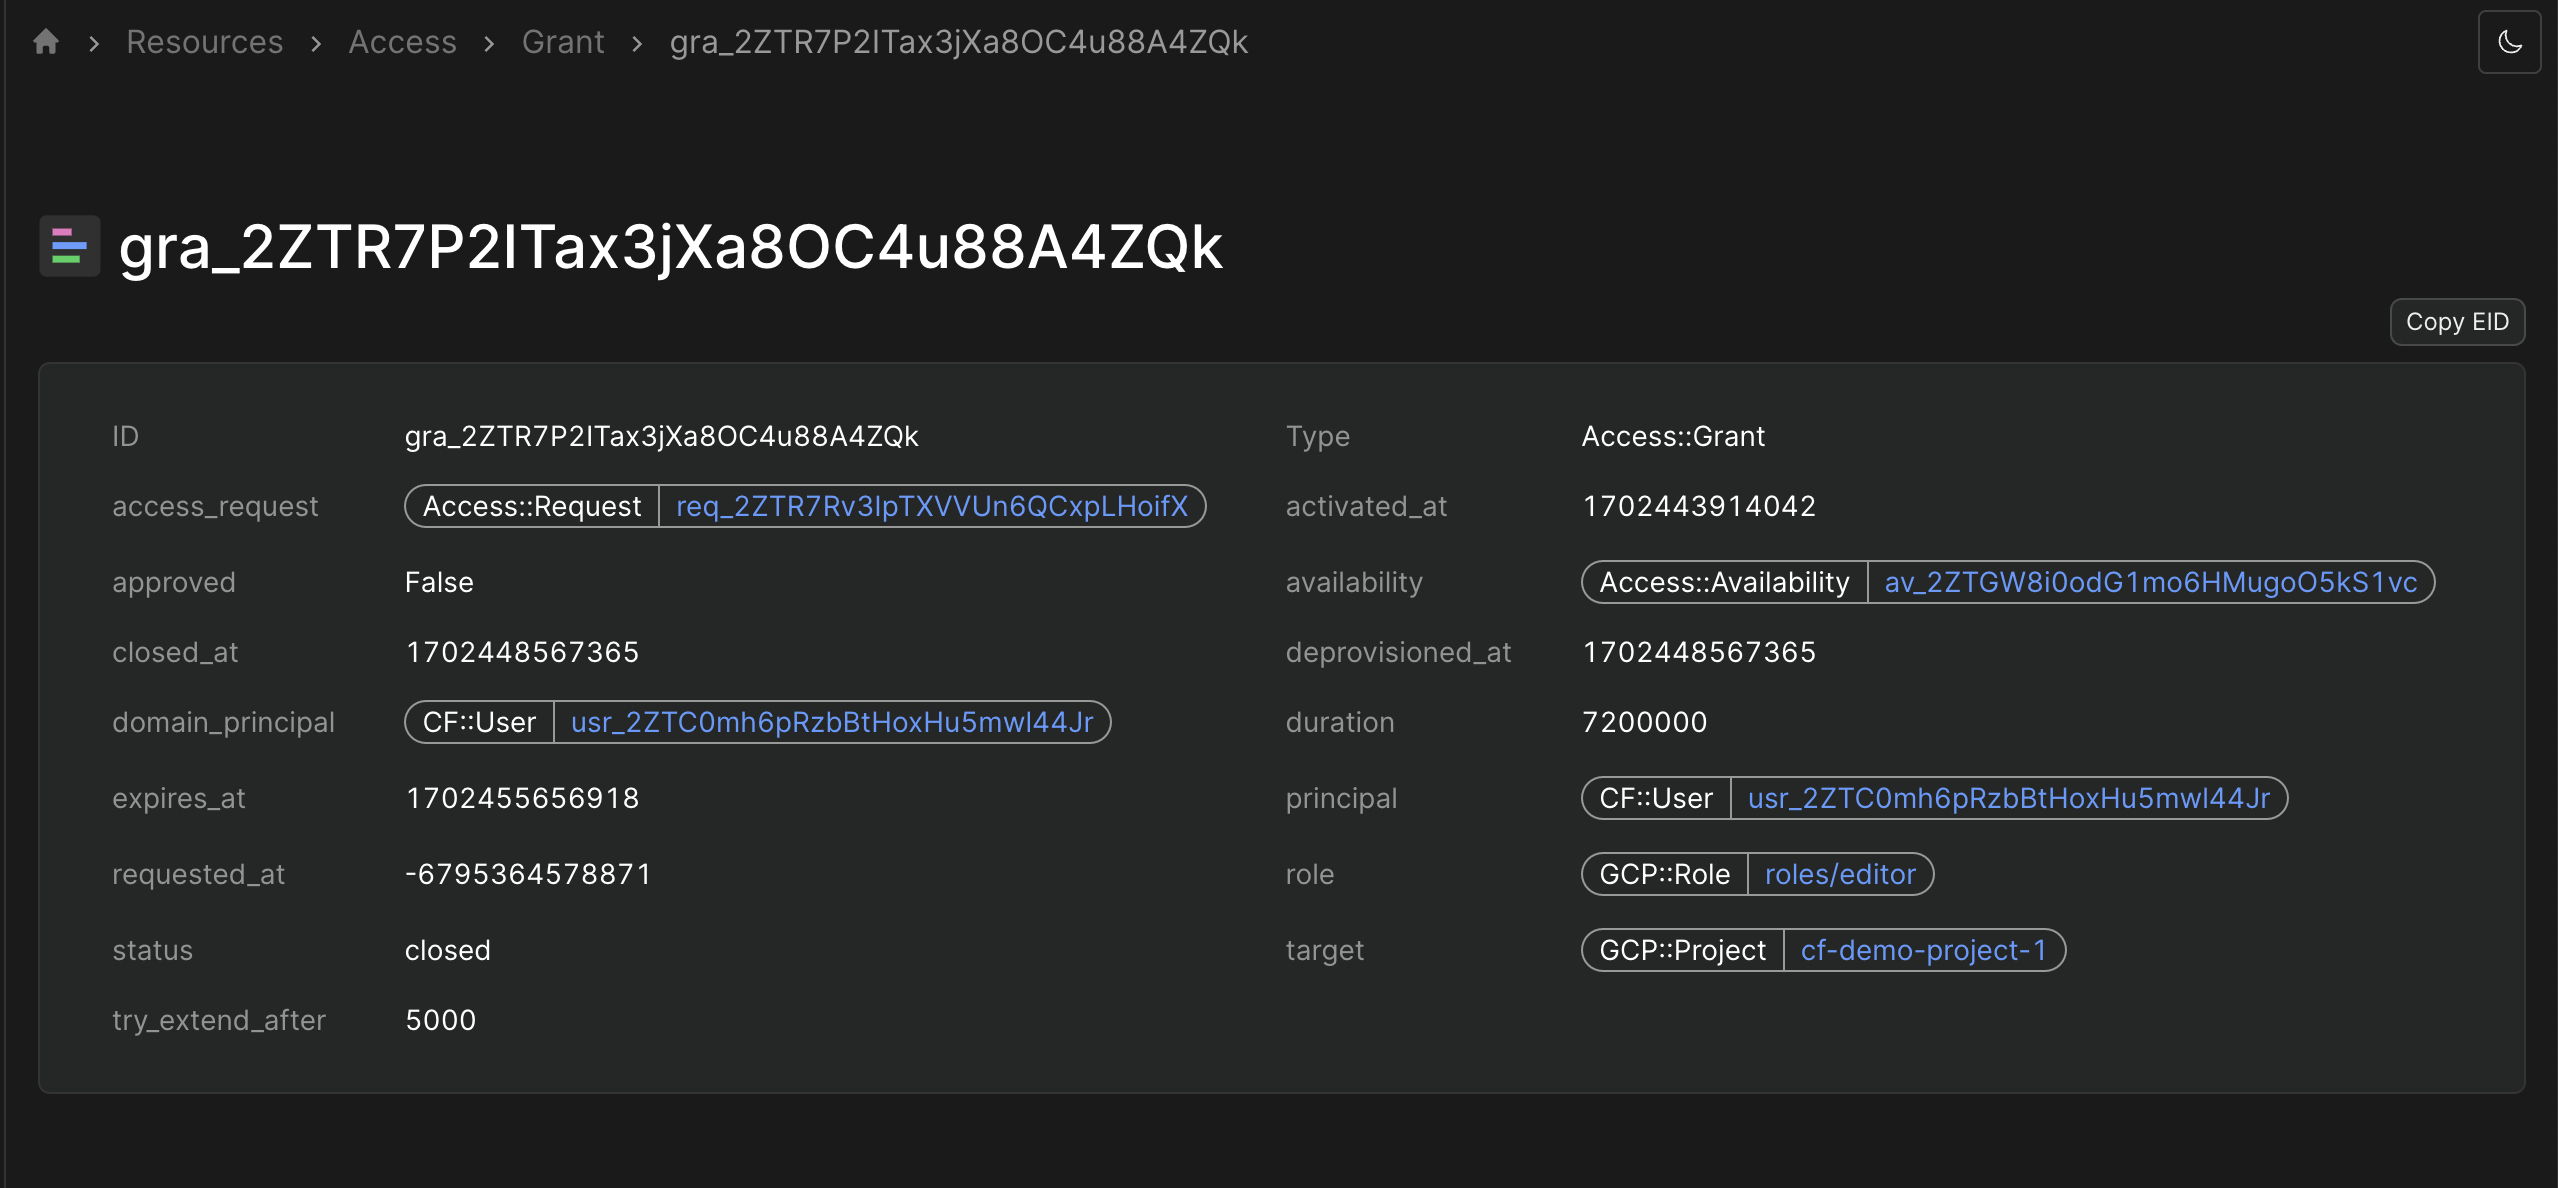 Resources > Access > Grant > gra_2ZTR7P2ITax3jXa8OC4u88A4ZQk
gra_2ZTR7P2ITax3jXa8OC4u88A4ZQk
Copy EID
ID gra_2ZTR7P2ITax3jXa8OC4u88A4ZQk Type Access::Grant
access_request Access::Request req_2ZTR7Rv3IpTXVVUn6QCxpLHoifX activated_at 1702443914042
approved False availability Access::Availability av_2ZTGW8i0odG1mo6HMugoO5kS1vc
closed_at 1702448567365 deprovisioned_at 1702448567365
domain_principal CF::User usr_2ZTC0mh6pRzbBtHoxHu5mwl44Jr duration 7200000
expires_at 1702455656918 principal CF::User usr_2ZTC0mh6pRzbBtHoxHu5mwl44Jr
requested_at -6795364578871 role GCP::Role roles/editor
status closed target GCP::Project cf-demo-project-1
try_extend_after 5000